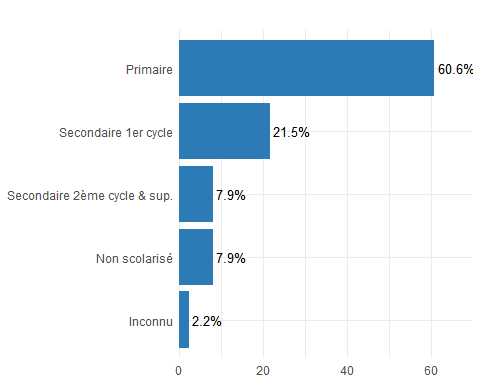 Primaire 60.6%
Secondaire 1er cycle 21.5%
Secondaire 2ème cycle & sup. 7.9%
Non scolarisé 7.9%
Inconnu 2.2%
0 20 40 60